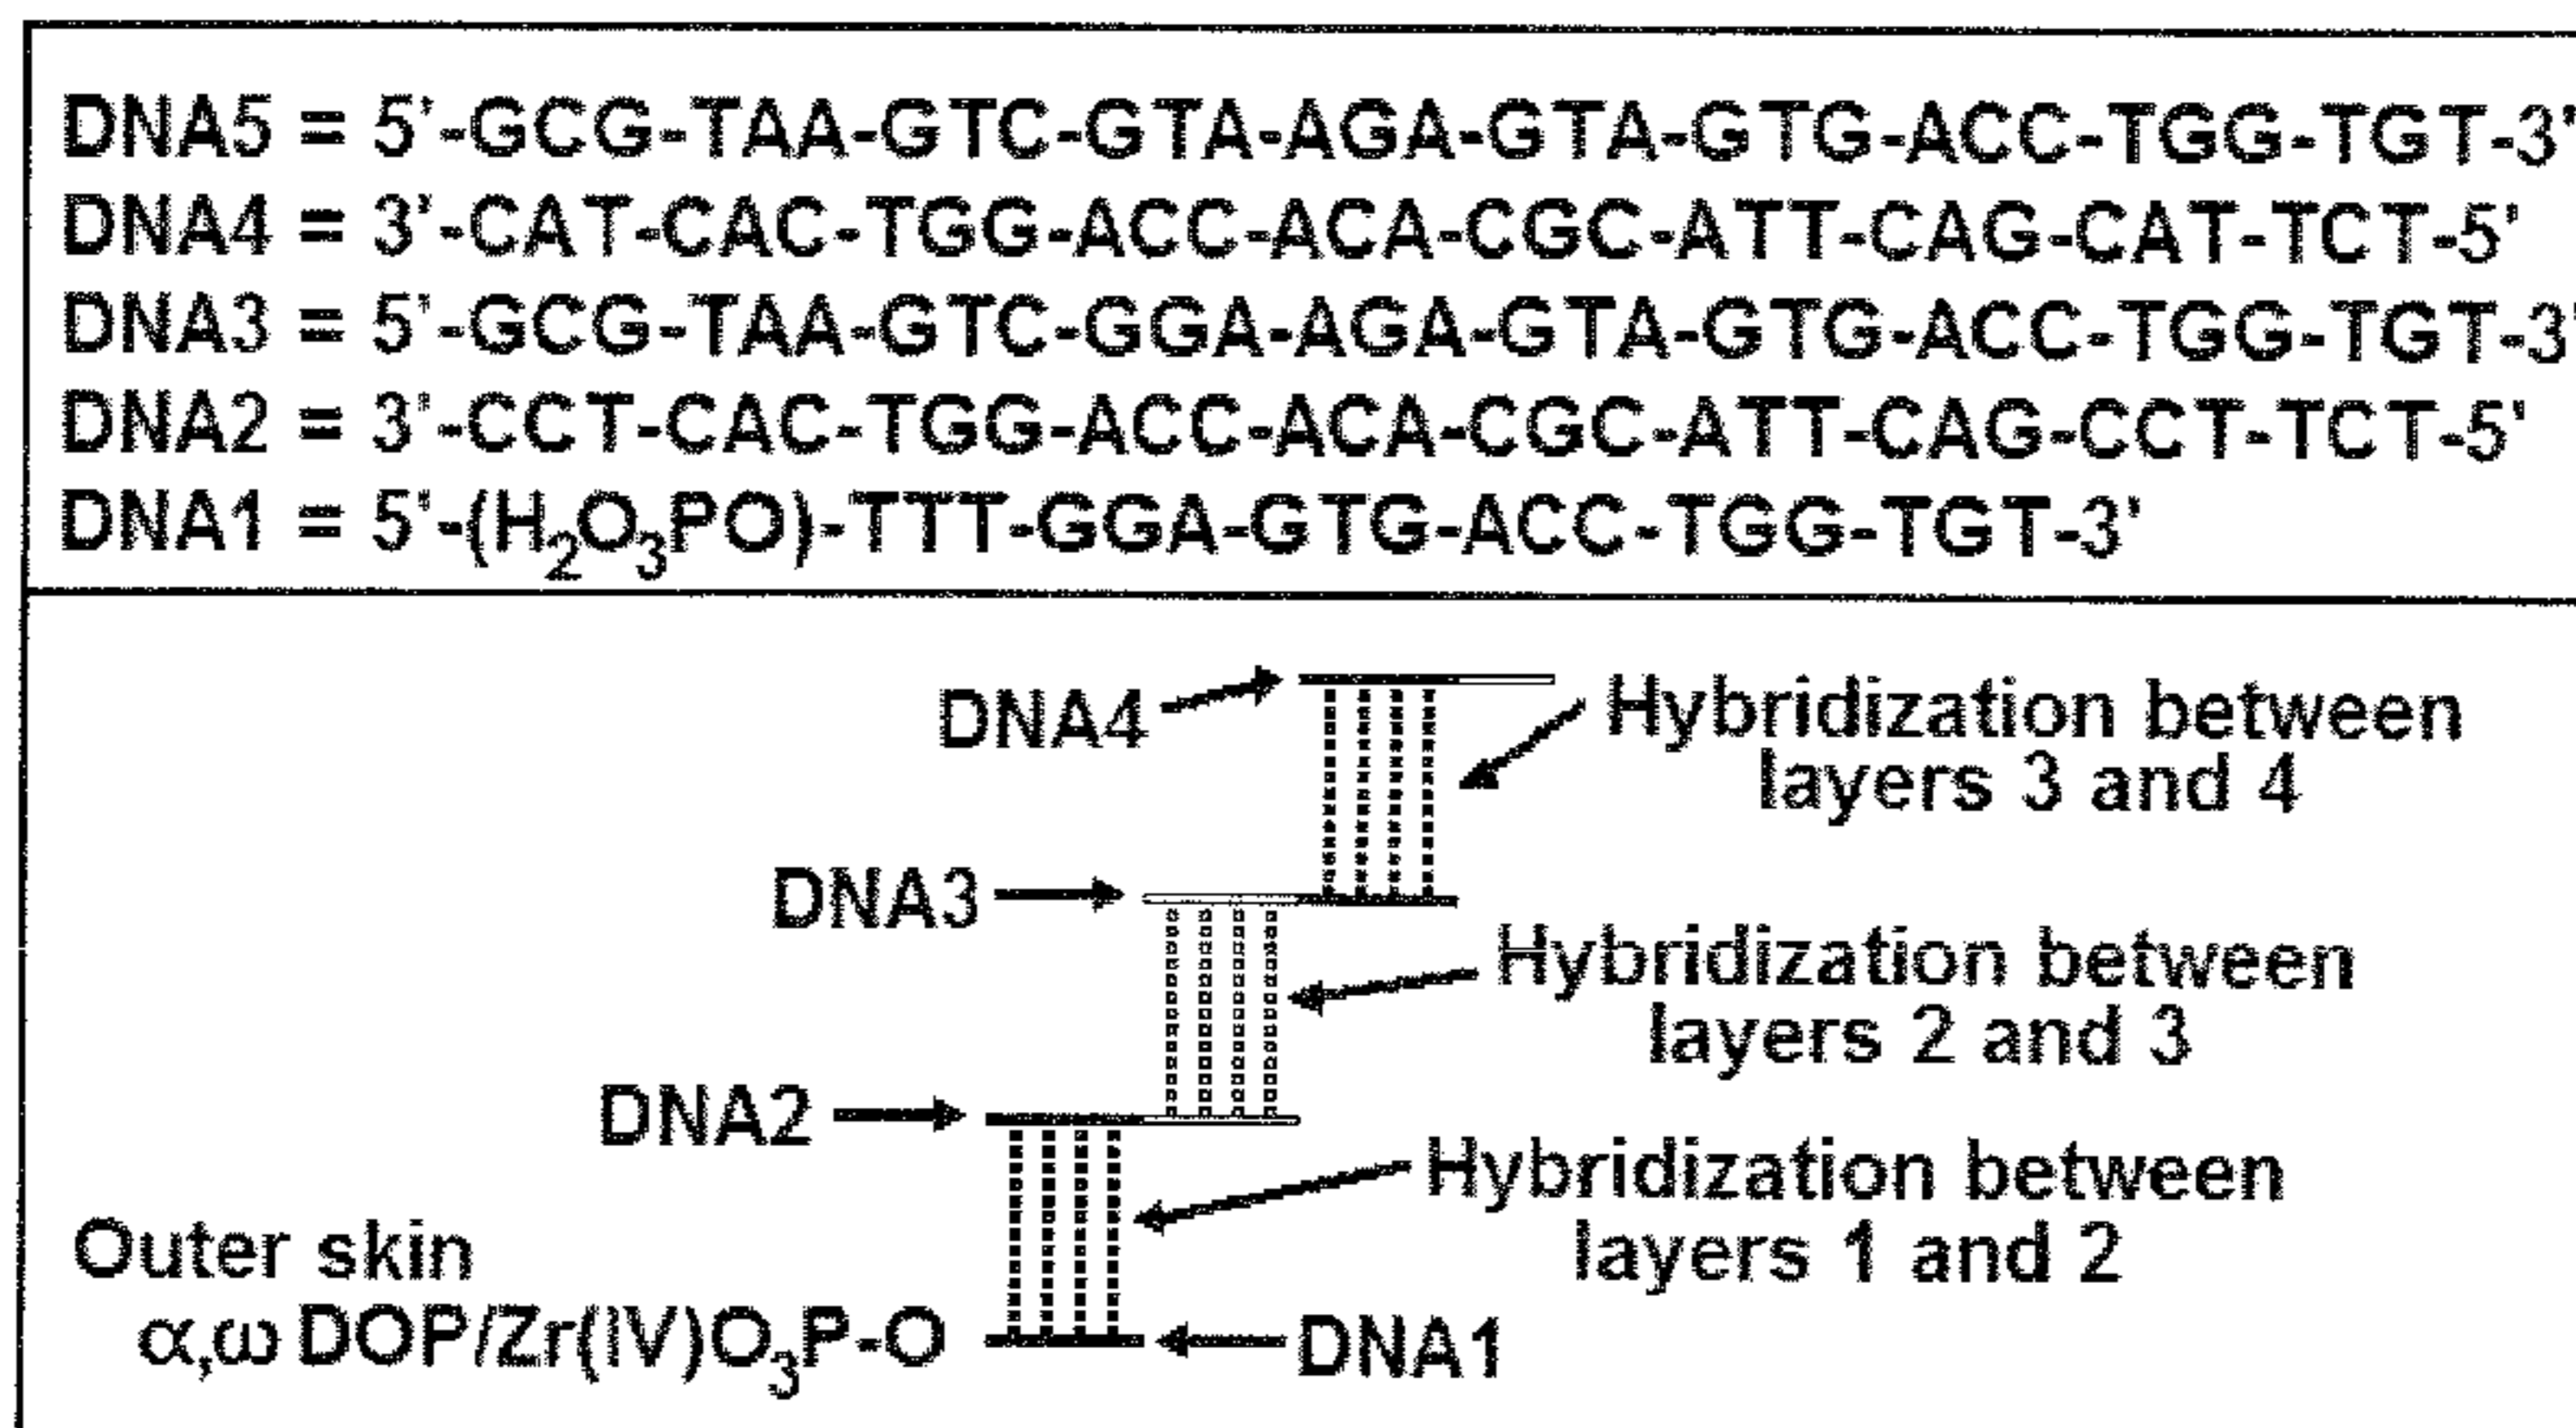 DNA5 = 5'-GCG-TAA-GTC-GTA-AGA-GTA-GTG-ACC-TGG-TGT-3'
DNA4 = 3'-CAT-CAC-TGG-ACC-ACA-CGC-ATT-CAG-CAT-TCT-5'
DNA3 = 5'-GCG-TAA-GTC-GGA-AGA-GTA-GTG-ACC-TGG-TGT-3'
DNA2 = 3'-CCT-CAC-TGG-ACC-ACA-CGC-ATT-CAG-CCT-TCT-5'
DNA1 = 5'-(H₂O₃PO)-TTT-GGA-GTG-ACC-TGG-TGT-3'
DNA4
Hybridization between
layers 3 and 4
DNA3
Hybridization between
layers 2 and 3
DNA2
Hybridization between
layers 1 and 2
Outer skin
α,ω DOP/Zr(IV)O₃P-O
DNA1